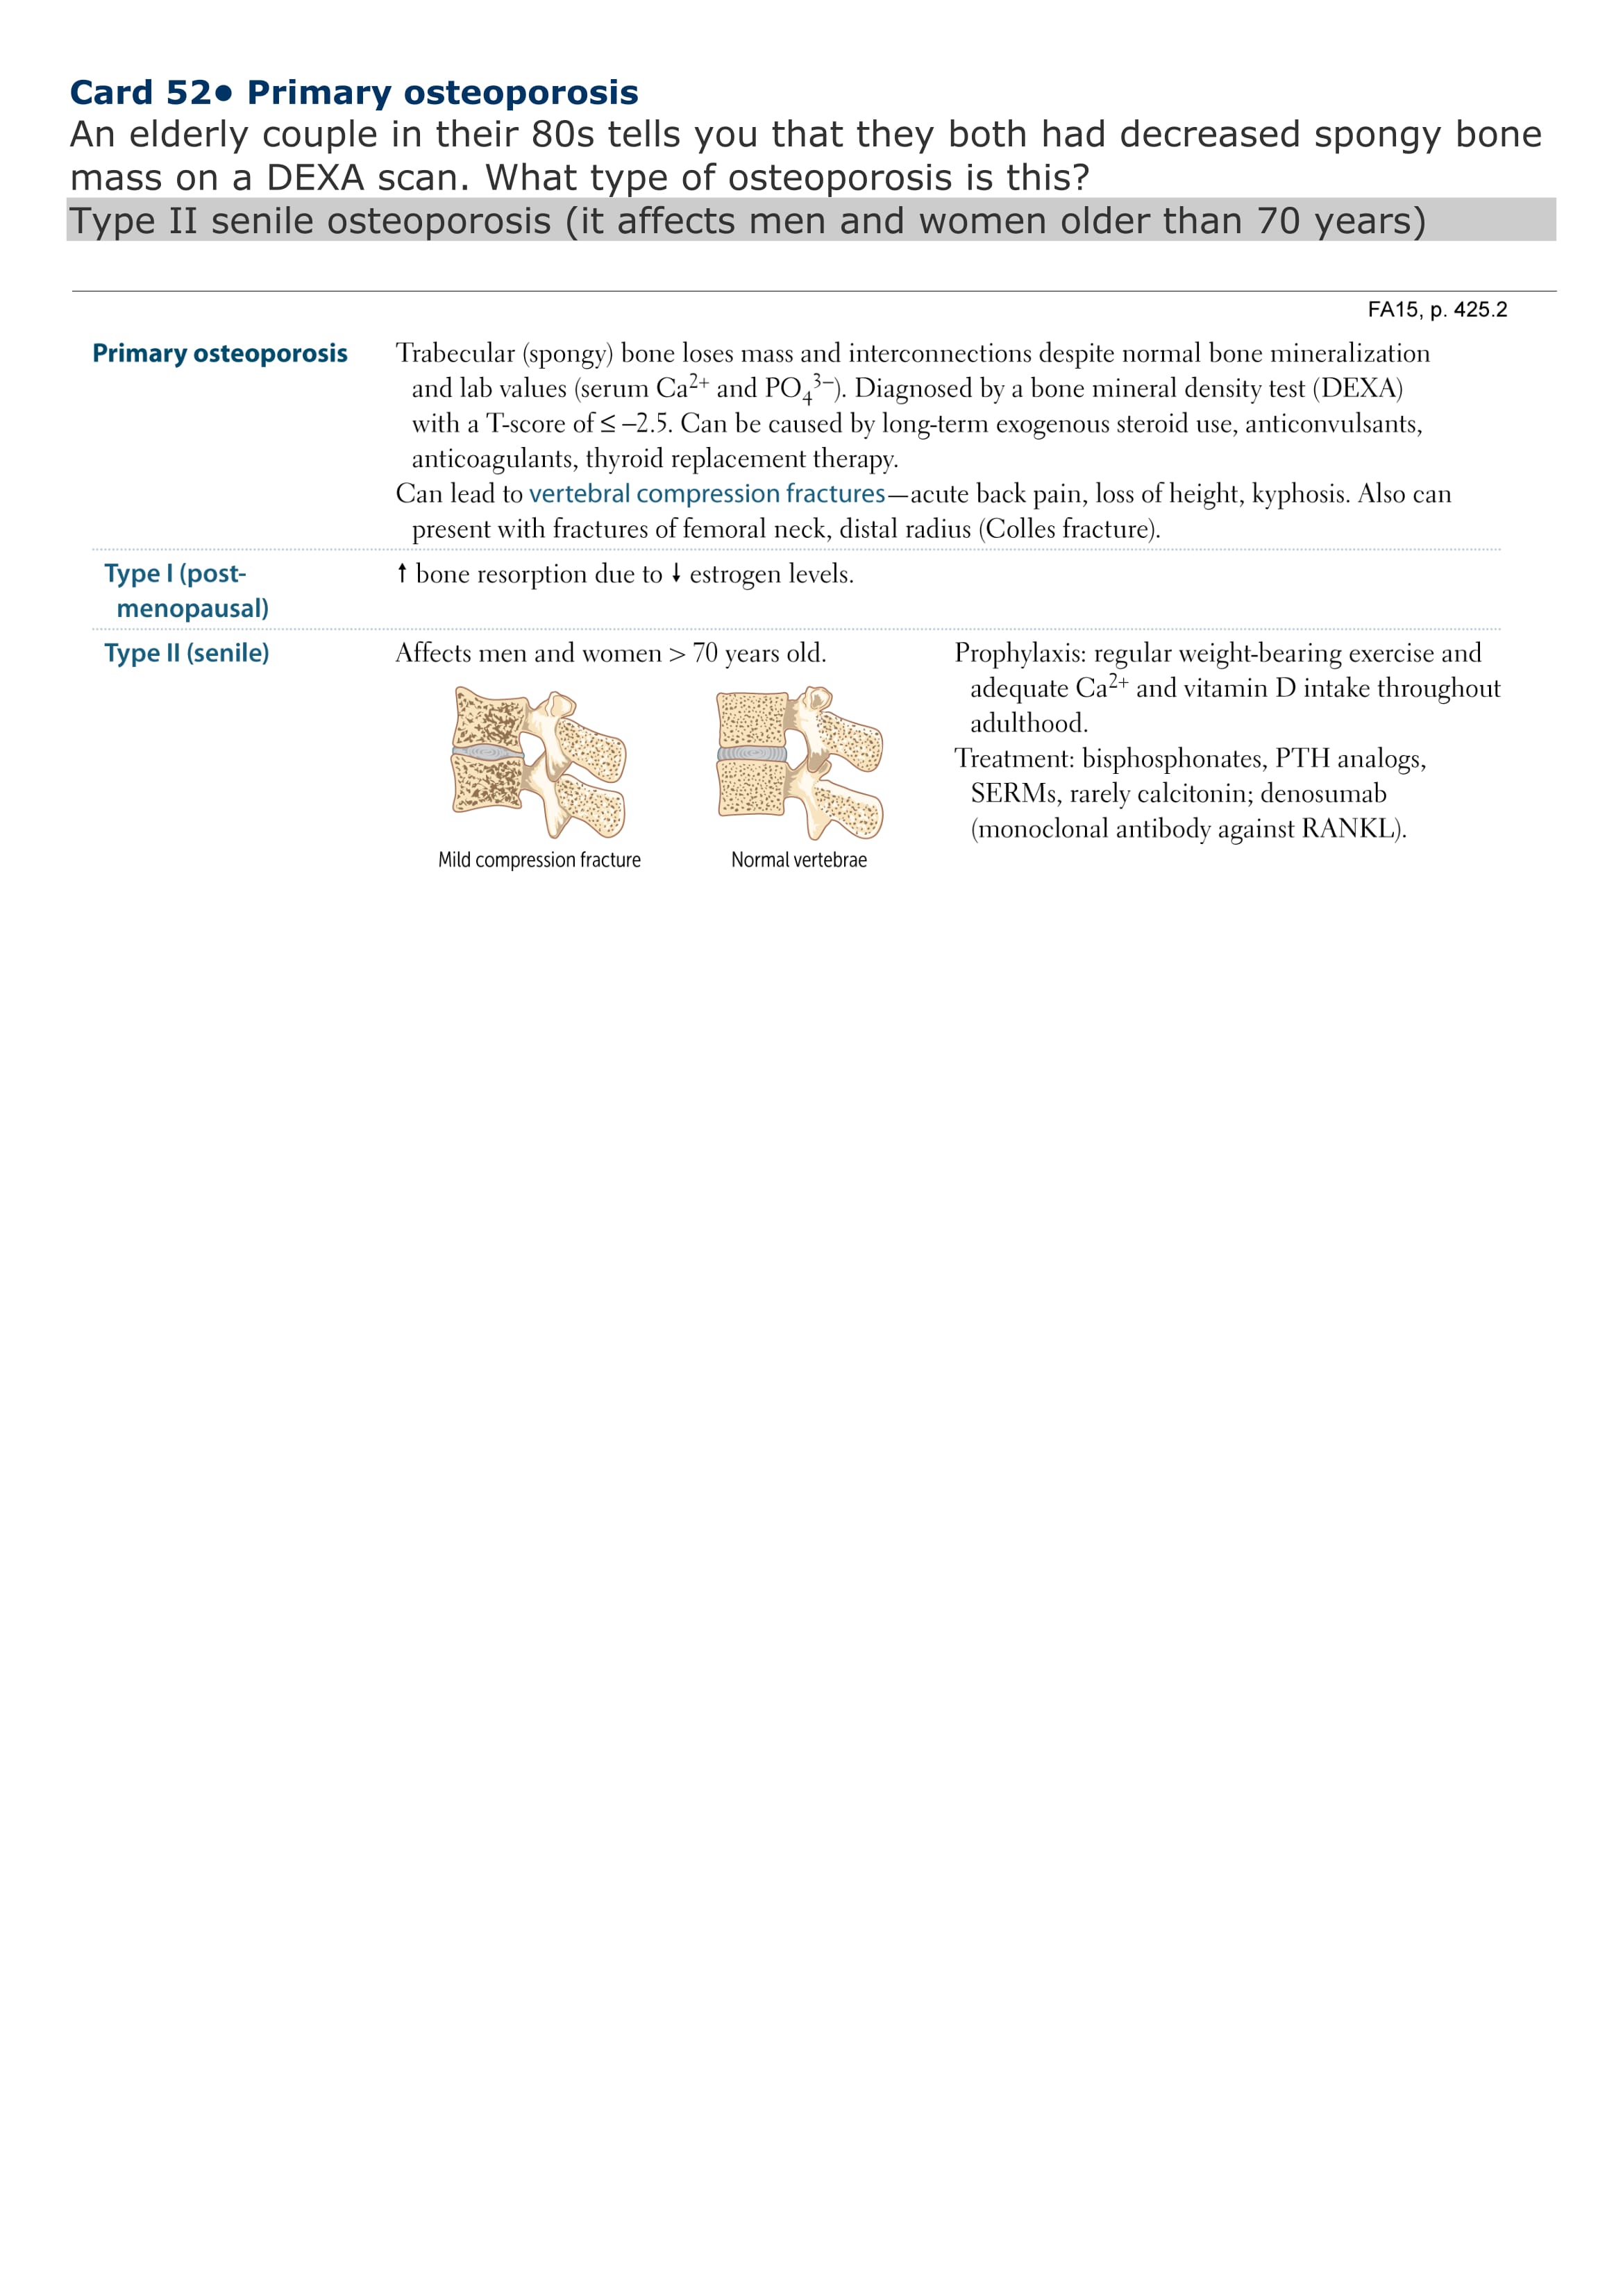 Card 52● Primary osteoporosis
An elderly couple in their 80s tells you that they both had decreased spongy bone
mass on a DEXA scan. What type of osteoporosis is this?
Type II senile osteoporosis (it affects men and women older than 70 years)
FA15, p. 425.2
Primary osteoporosis
Trabecular (spongy) bone loses mass and interconnections despite normal bone mineralization
and lab values (serum Ca²⁺ and PO₄³⁻). Diagnosed by a bone mineral density test (DEXA)
with a T-score of ≤ −2.5. Can be caused by long-term exogenous steroid use, anticonvulsants,
anticoagulants, thyroid replacement therapy.
Can lead to vertebral compression fractures—acute back pain, loss of height, kyphosis. Also can
present with fractures of femoral neck, distal radius (Colles fracture).
Type I (post-
menopausal)
↑ bone resorption due to ↓ estrogen levels.
Type II (senile)
Affects men and women > 70 years old.
Mild compression fracture
Normal vertebrae
Prophylaxis: regular weight-bearing exercise and
adequate Ca²⁺ and vitamin D intake throughout
adulthood.
Treatment: bisphosphonates, PTH analogs,
SERMs, rarely calcitonin; denosumab
(monoclonal antibody against RANKL).